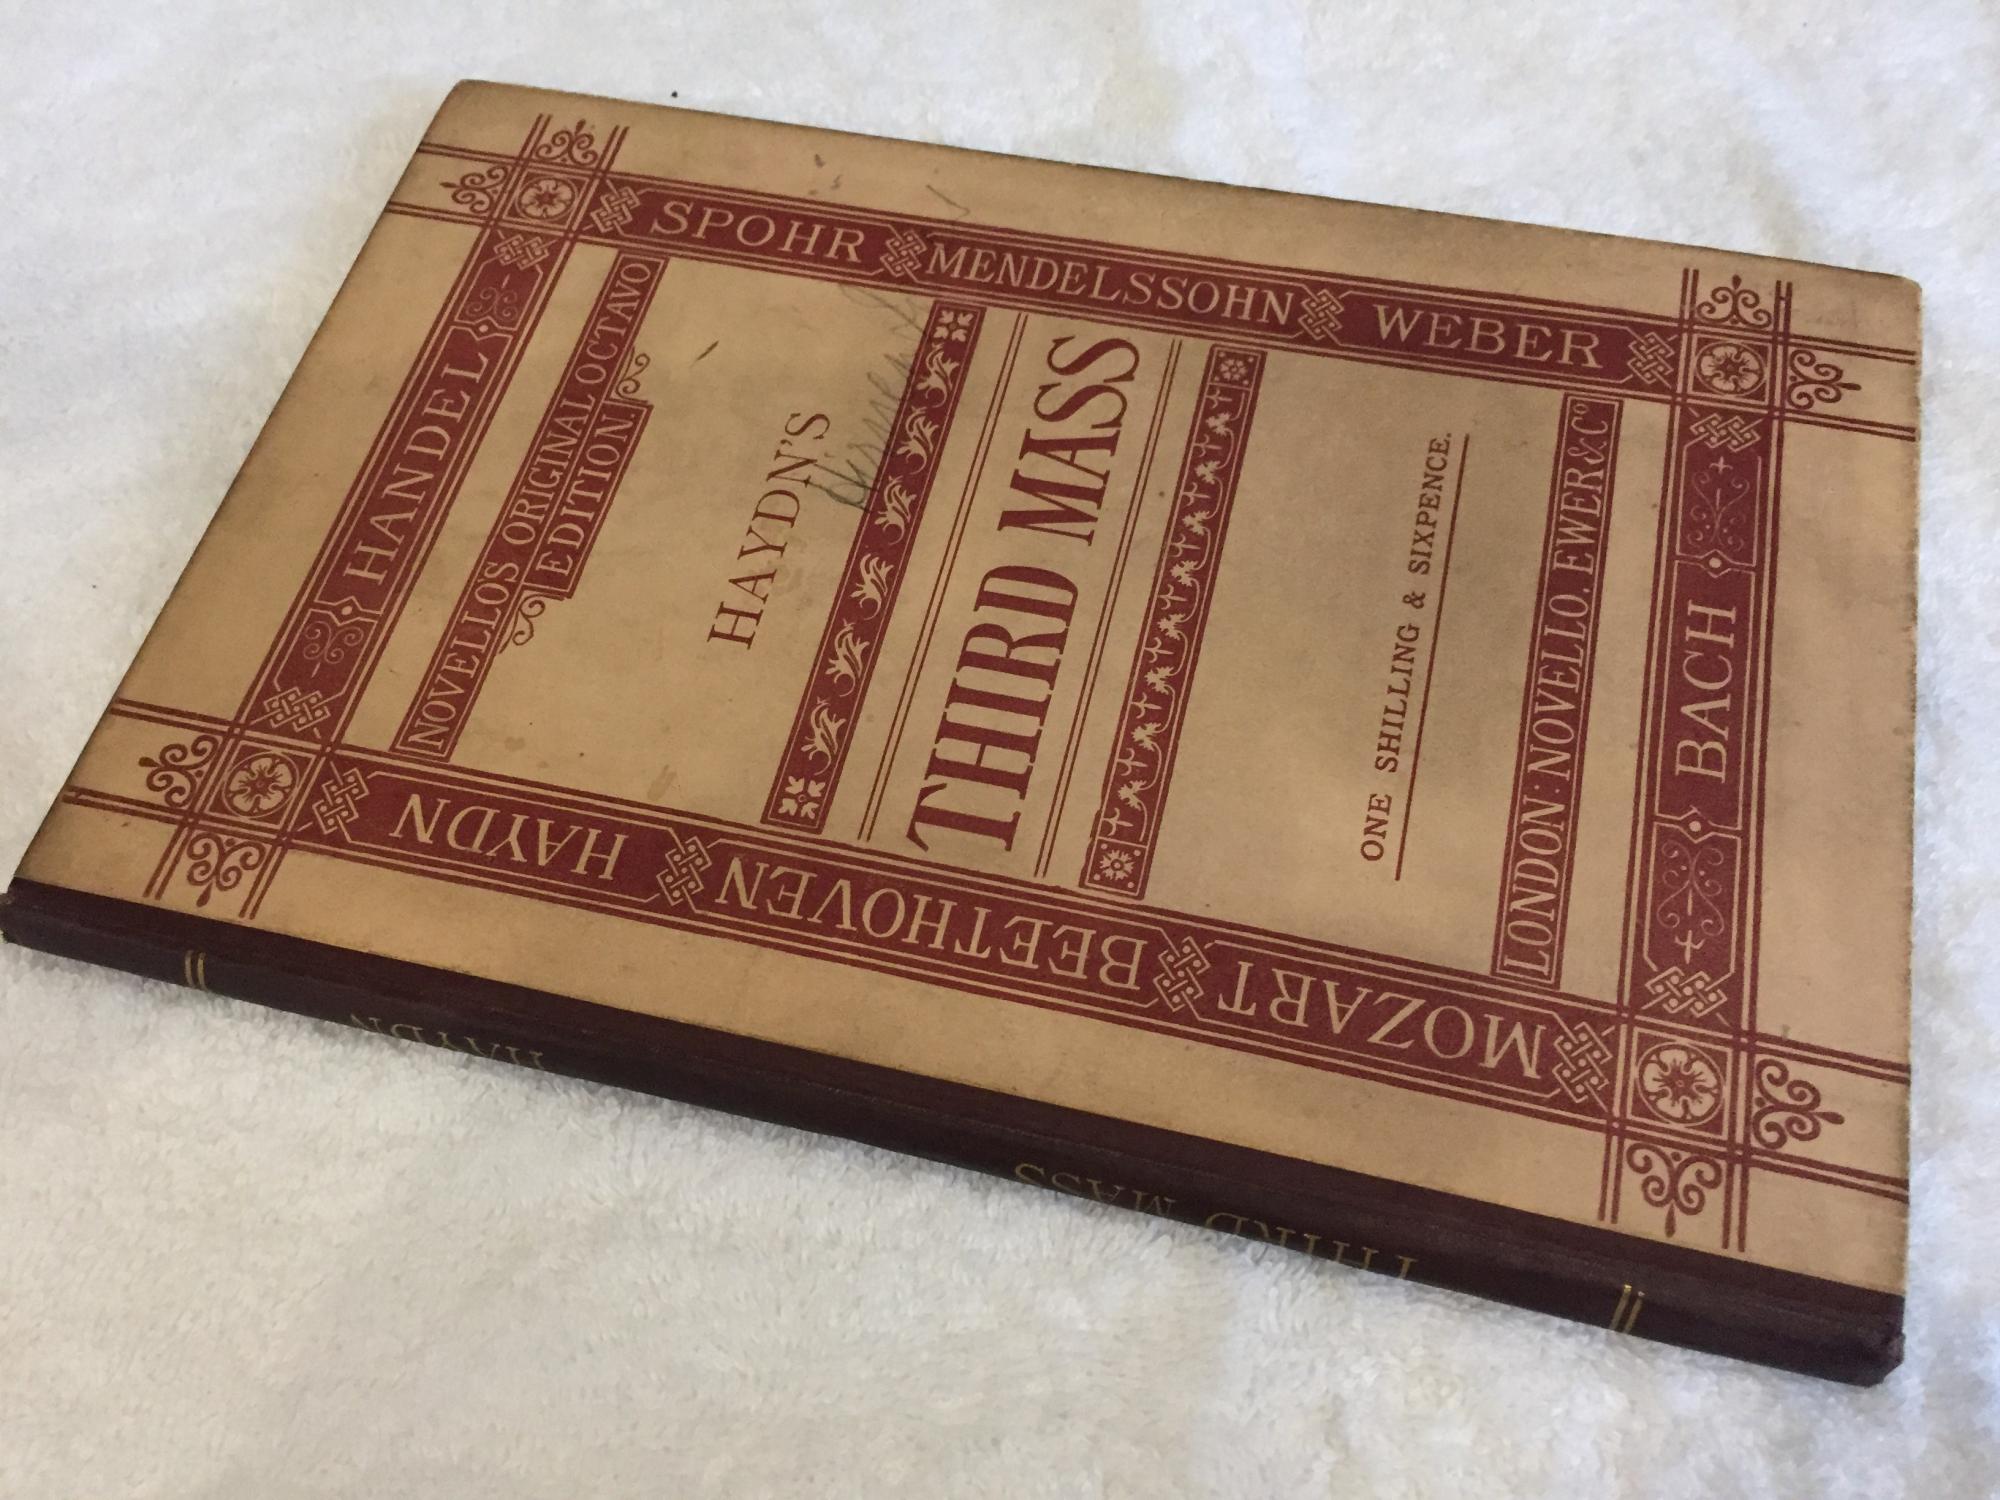 HANDEL
NOVELLO'S ORIGINAL OCTAVO
EDITION.
HAYDN'S
THIRD MASS
ONE SHILLING & SIXPENCE.
LONDON: NOVELLO, EWER & Cº
BACH
SPOHR MENDELSSOHN WEBER
MOZART BEETHOVEN HAYDN
THIRD MASS HAYDN